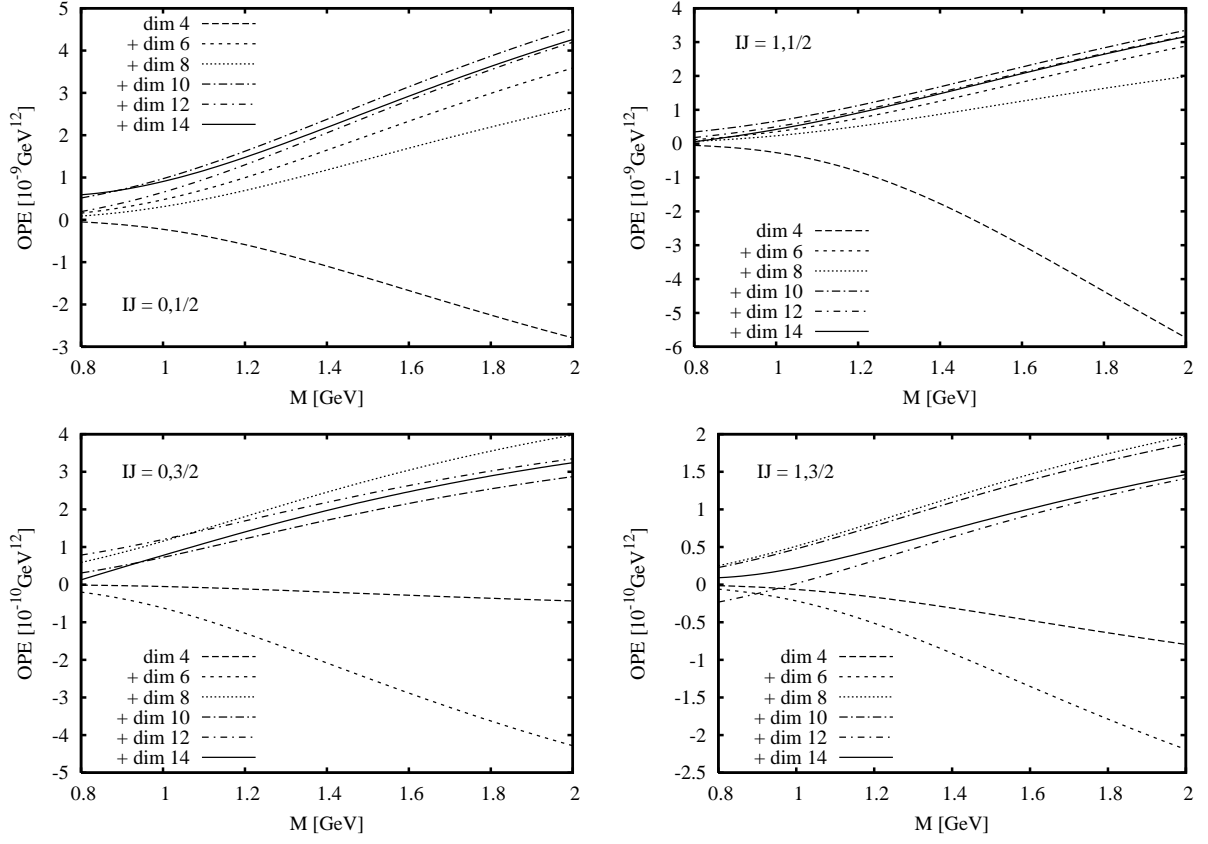 5
4
3
2
1
0
-1
-2
-3
OPE [10^-9 GeV^12]
dim 4
+ dim 6
+ dim 8
+ dim 10
+ dim 12
+ dim 14
IJ = 0,1/2
0.8 1 1.2 1.4 1.6 1.8 2
M [GeV]
4
3
2
1
0
-1
-2
-3
-4
-5
-6
OPE [10^-9 GeV^12]
IJ = 1,1/2
dim 4
+ dim 6
+ dim 8
+ dim 10
+ dim 12
+ dim 14
0.8 1 1.2 1.4 1.6 1.8 2
M [GeV]
4
3
2
1
0
-1
-2
-3
-4
-5
OPE [10^-10 GeV^12]
IJ = 0,3/2
dim 4
+ dim 6
+ dim 8
+ dim 10
+ dim 12
+ dim 14
0.8 1 1.2 1.4 1.6 1.8 2
M [GeV]
2
1.5
1
0.5
0
-0.5
-1
-1.5
-2
-2.5
OPE [10^-10 GeV^12]
IJ = 1,3/2
dim 4
+ dim 6
+ dim 8
+ dim 10
+ dim 12
+ dim 14
0.8 1 1.2 1.4 1.6 1.8 2
M [GeV]